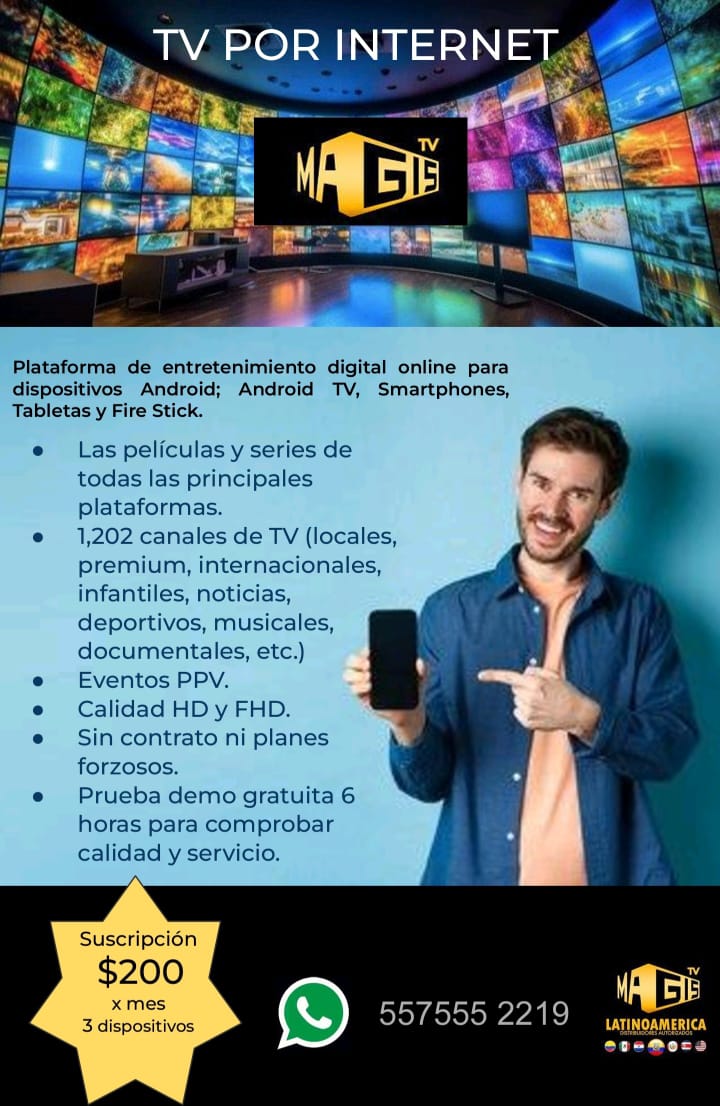 TV POR INTERNET
MAGIS TV
Plataforma de entretenimiento digital online para
dispositivos Android; Android TV, Smartphones,
Tabletas y Fire Stick.
● Las películas y series de
todas las principales
plataformas.
● 1,202 canales de TV (locales,
premium, internacionales,
infantiles, noticias,
deportivos, musicales,
documentales, etc.)
● Eventos PPV.
● Calidad HD y FHD.
● Sin contrato ni planes
forzosos.
● Prueba demo gratuita 6
horas para comprobar
calidad y servicio.
Suscripción
$200
x mes
3 dispositivos
557555 2219
MAGIS TV
LATINOAMERICA
DISTRIBUIDORES AUTORIZADOS